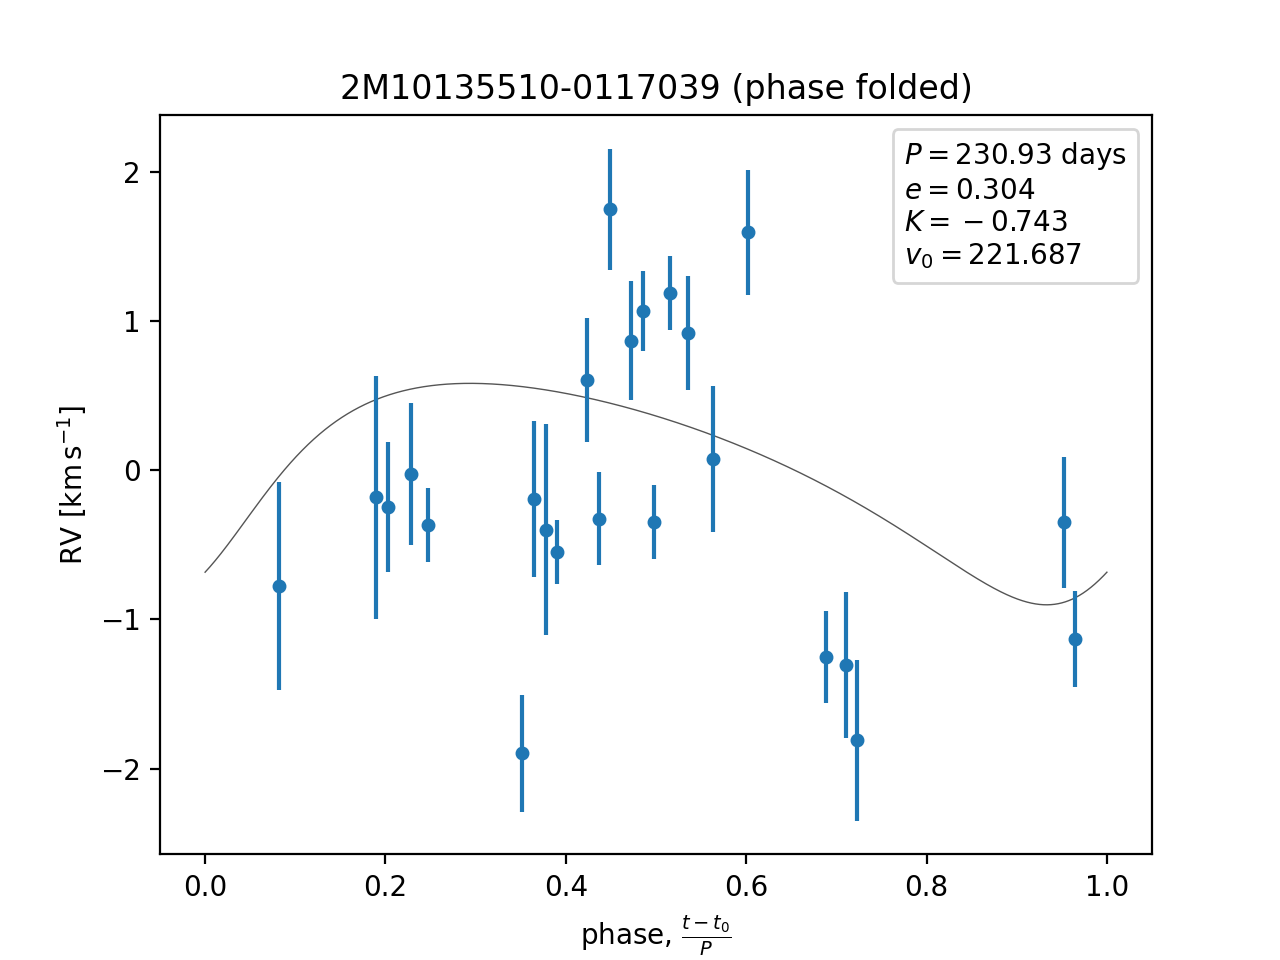 2M10135510-0117039 (phase folded)
P = 230.93 days
e = 0.304
K = −0.743
v₀ = 221.687
2
1
0
−1
−2
RV [km s⁻¹]
0.0 0.2 0.4 0.6 0.8 1.0
phase, (t − t₀)/P